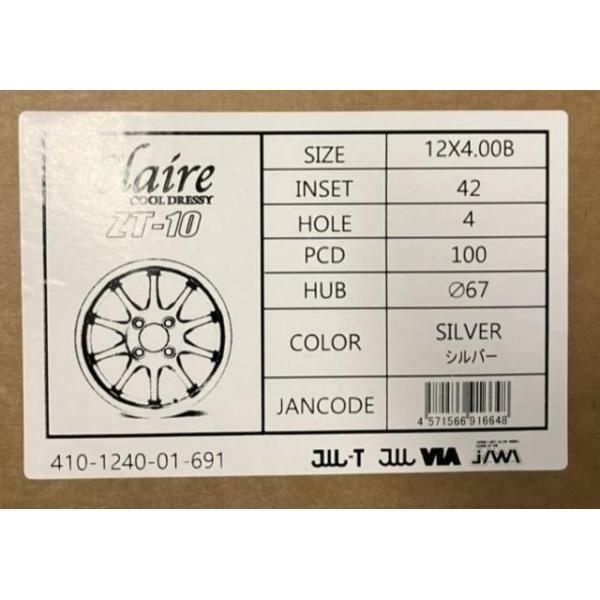 Claire
COOL DRESSY
ZT-10
SIZE 12X4.00B
INSET 42
HOLE 4
PCD 100
HUB ∅67
COLOR SILVER
シルバー
JANCODE 4 571566 916648
410-1240-01-691 JWL-T JWL VIA JAWA